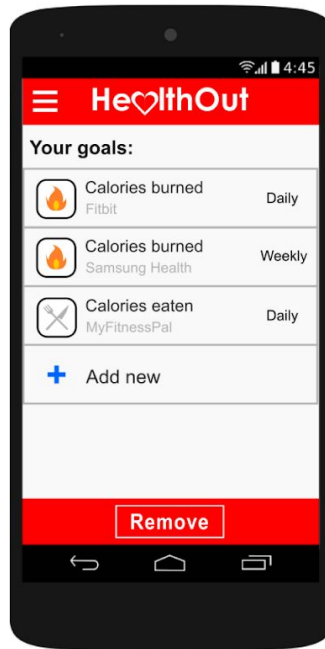 4:45
HealthOut
Your goals:
Calories burned
Fitbit
Daily
Calories burned
Samsung Health
Weekly
Calories eaten
MyFitnessPal
Daily
+ Add new
Remove